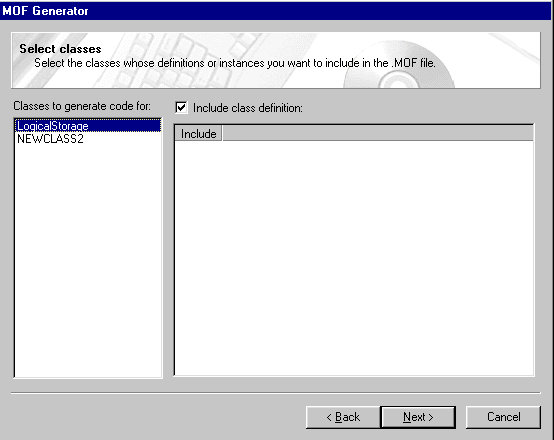 MOF Generator
Select classes
Select the classes whose definitions or instances you want to include in the .MOF file.
Classes to generate code for:
Include class definition:
LogicalStorage
NEWCLASS2
Include
< Back
Next >
Cancel